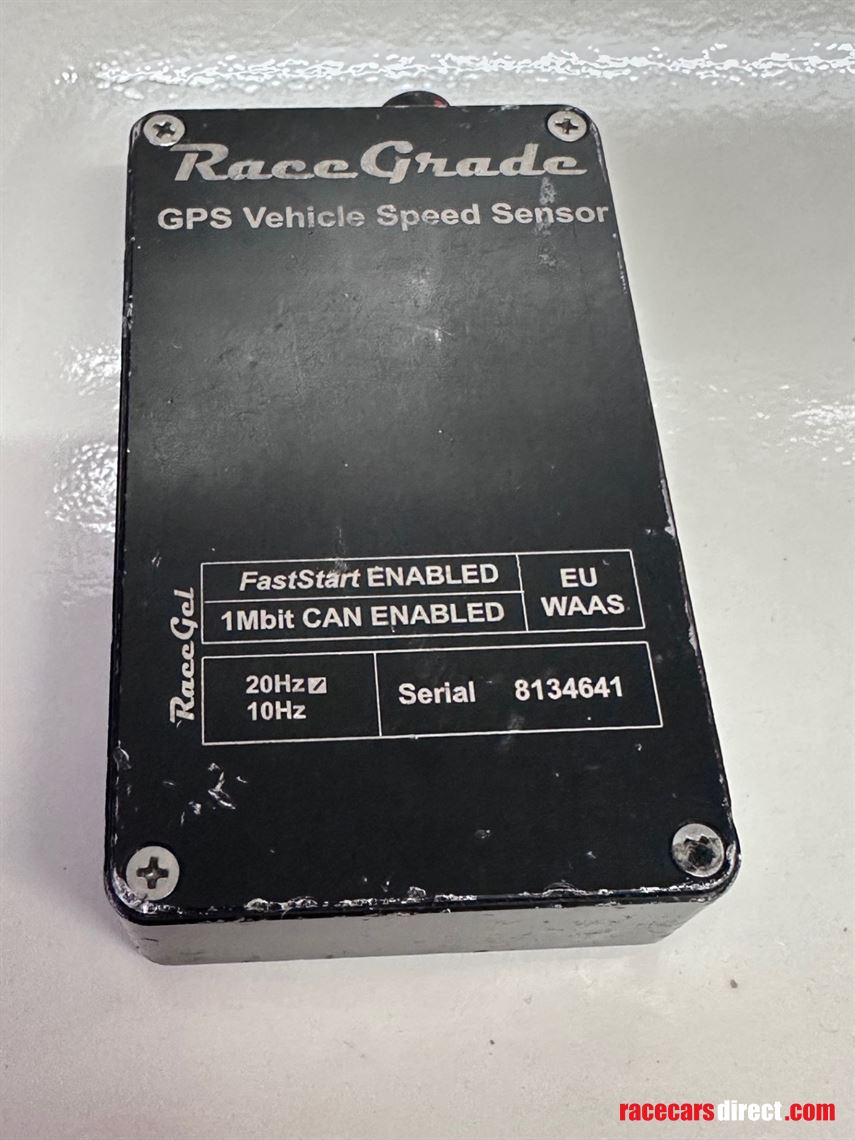 RaceGrade
GPS Vehicle Speed Sensor
RaceGel
FastStart ENABLED
1Mbit CAN ENABLED
EU
WAAS
20Hz
10Hz
Serial 8134641
racecarsdirect.com